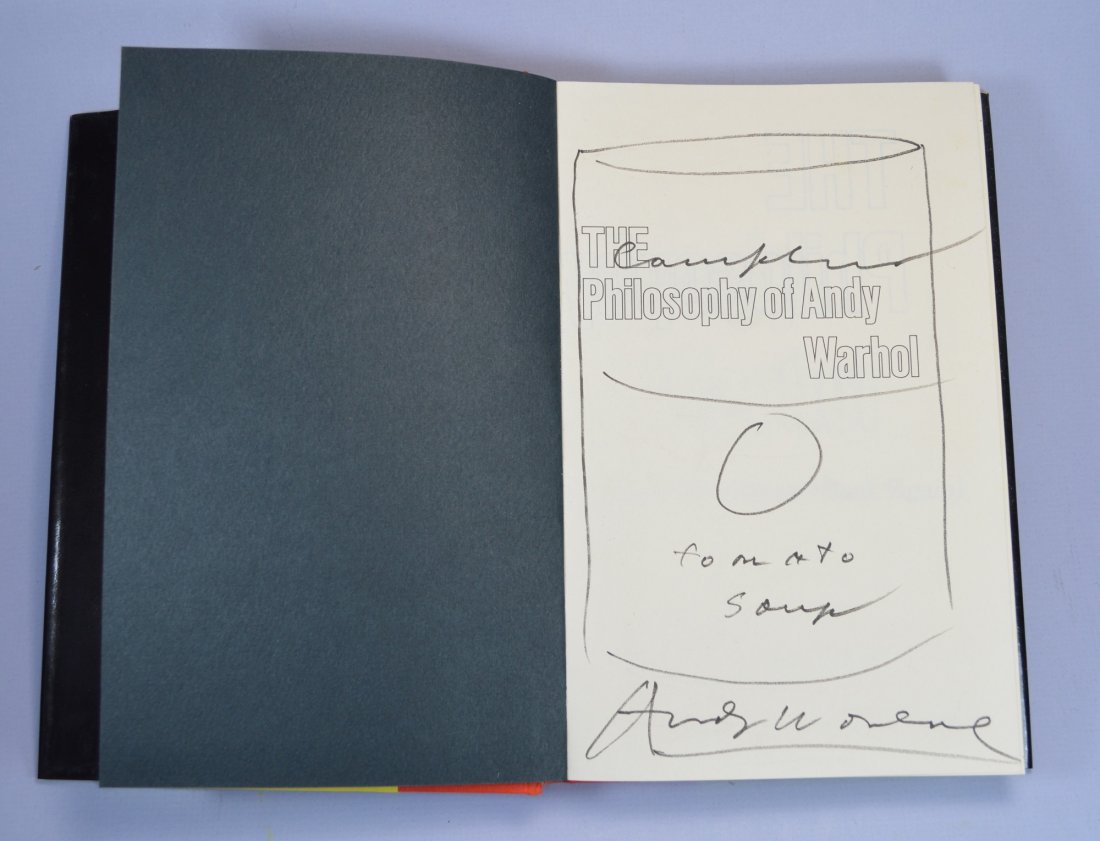 THE
Campbells
Philosophy of Andy
Warhol
tomato
soup
Andy Warhol